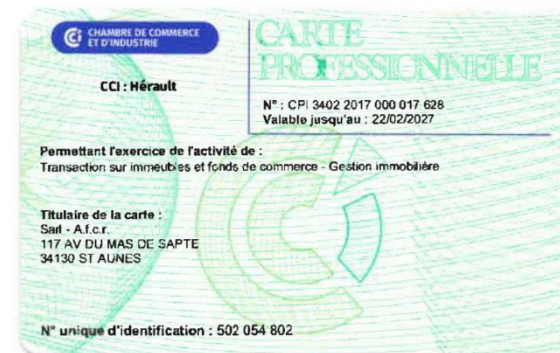 CHAMBRE DE COMMERCE
ET D'INDUSTRIE
CARTE
PROFESSIONNELLE
CCI : Hérault
N° : CPI 3402 2017 000 017 628
Valable jusqu'au : 22/02/2027
Permettant l'exercice de l'activité de :
Transaction sur immeubles et fonds de commerce - Gestion immobilière
Titulaire de la carte :
Sarl - A.f.c.r.
117 AV DU MAS DE SAPTE
34130 ST AUNES
N° unique d'identification : 502 054 802